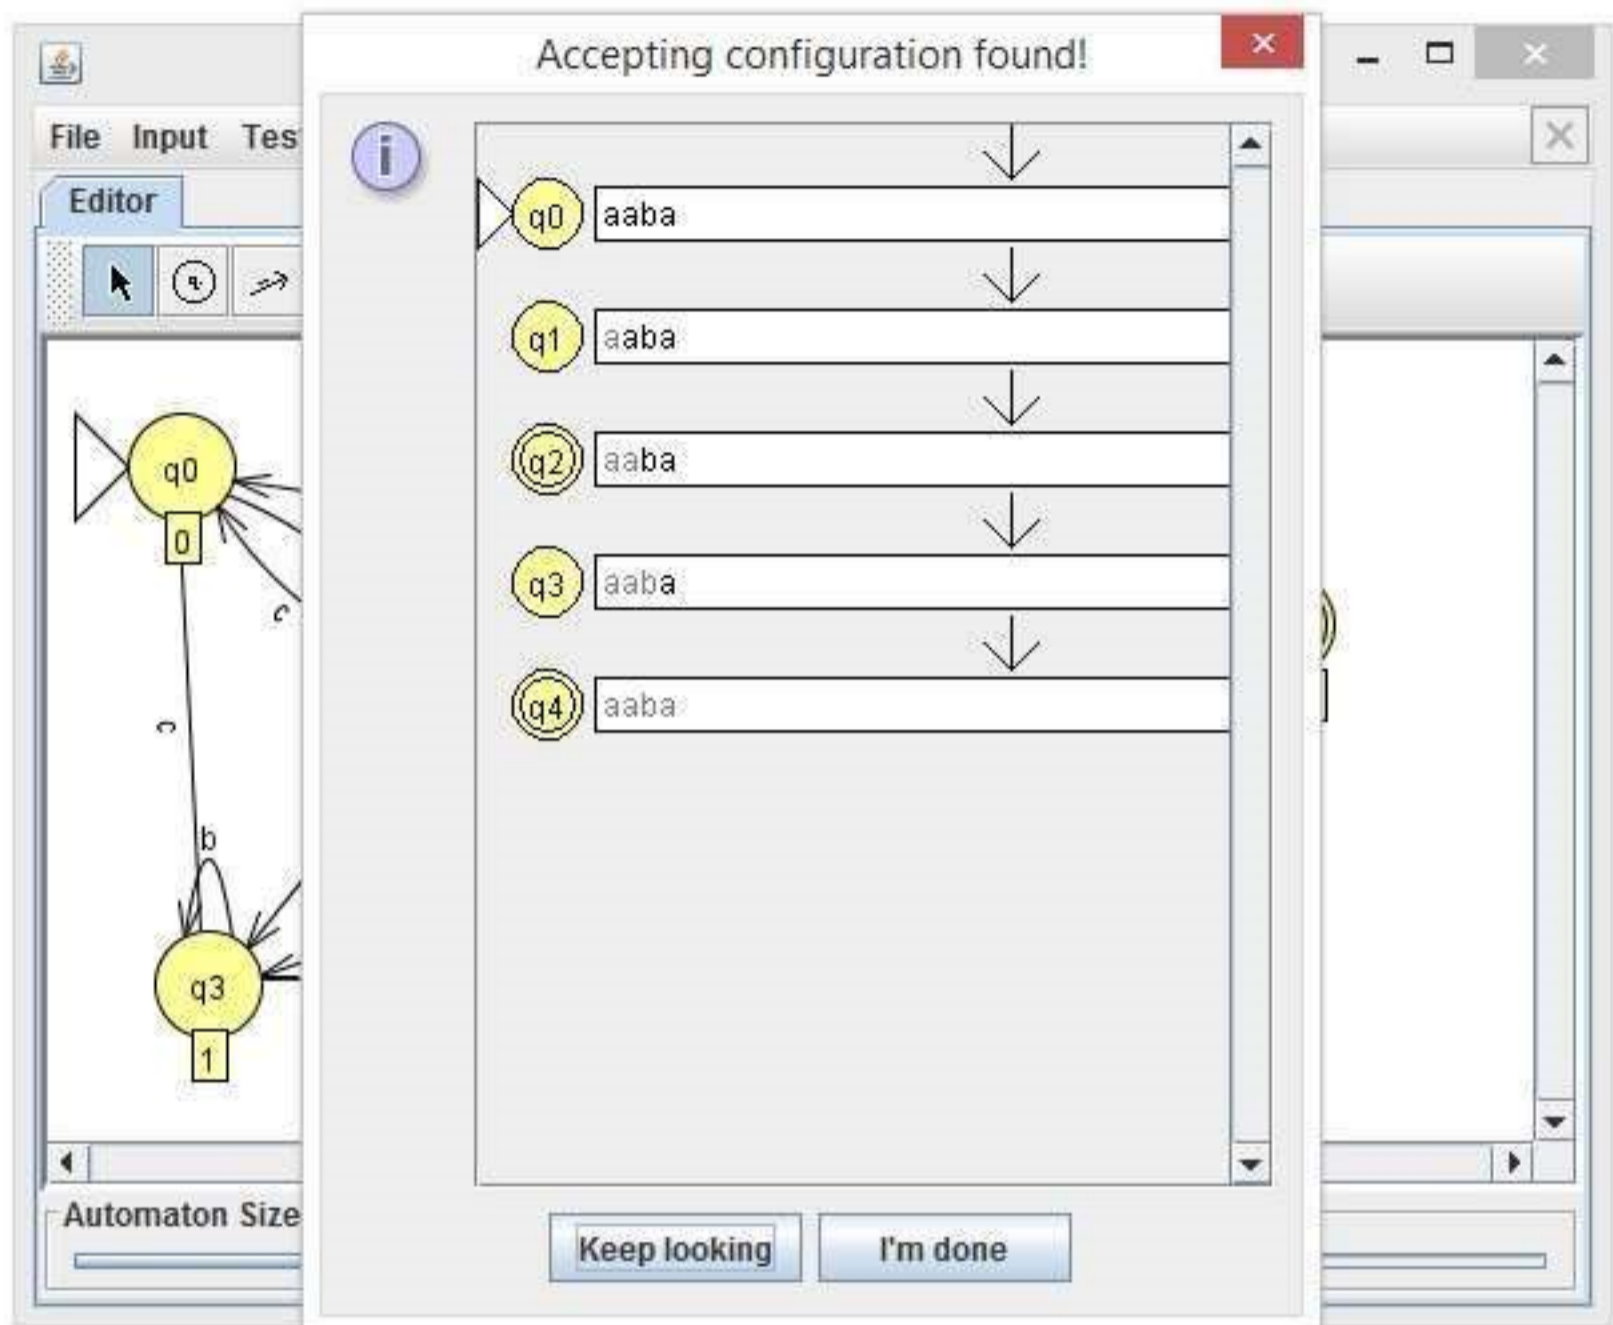 Accepting configuration found!
File Input Tes
Editor
q0 aaba
q1 aaba
q2 aaba
q3 aaba
q4 aaba
q
q0
0
c
c
b
q3
1
Automaton Size
Keep looking I'm done